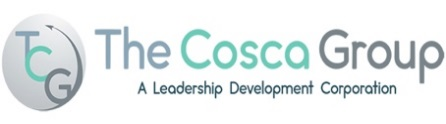 TCG
The Cosca Group
A Leadership Development Corporation